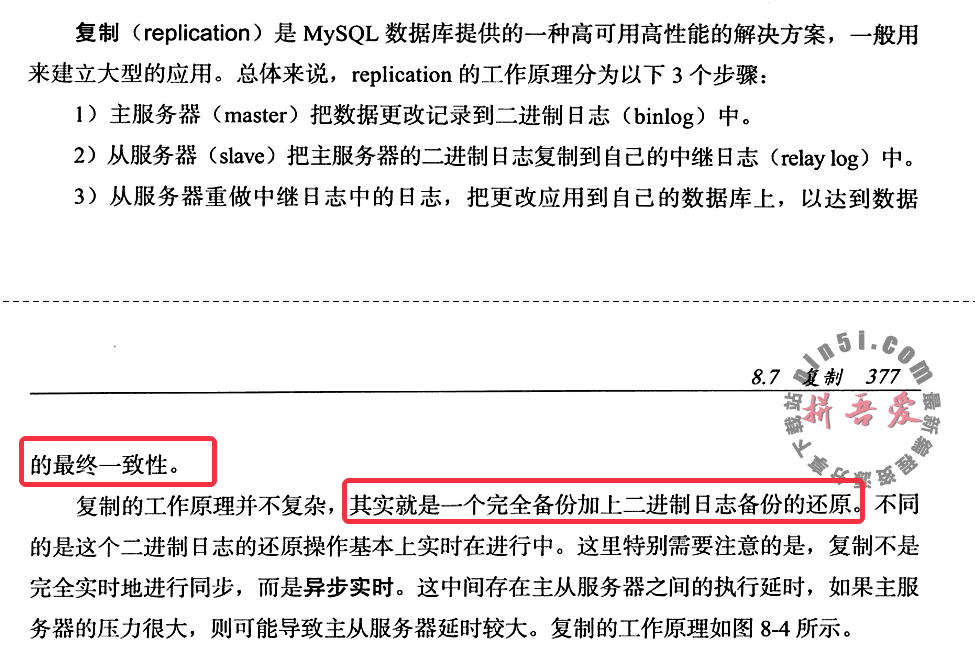 复制（replication）是 MySQL 数据库提供的一种高可用高性能的解决方案，一般用
来建立大型的应用。总体来说，replication 的工作原理分为以下 3 个步骤：
1）主服务器（master）把数据更改记录到二进制日志（binlog）中。
2）从服务器（slave）把主服务器的二进制日志复制到自己的中继日志（relay log）中。
3）从服务器重做中继日志中的日志，把更改应用到自己的数据库上，以达到数据
8.7 复制 377
pin5i.com
拼吾爱
最新编程资源分享下载站
的最终一致性。
复制的工作原理并不复杂，其实就是一个完全备份加上二进制日志备份的还原。不同
的是这个二进制日志的还原操作基本上实时在进行中。这里特别需要注意的是，复制不是
完全实时地进行同步，而是异步实时。这中间存在主从服务器之间的执行延时，如果主服
务器的压力很大，则可能导致主从服务器延时较大。复制的工作原理如图 8-4 所示。